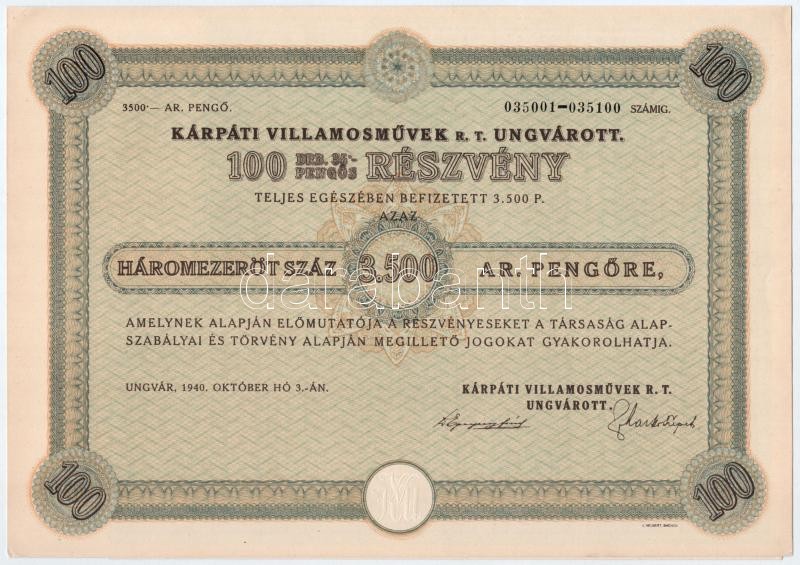 100
100
3500·— AR. PENGŐ.
035001—035100 SZÁMIG.
KÁRPÁTI VILLAMOSMŰVEK R. T. UNGVÁROTT.
100 DRB. 35'- PENGŐS RÉSZVÉNY
TELJES EGÉSZÉBEN BEFIZETETT 3.500 P.
AZAZ
HÁROMEZERÖTSZÁZ 3.500 AR. PENGŐRE,
darabanth
AMELYNEK ALAPJÁN ELŐMUTATÓJA A RÉSZVÉNYESEKET A TÁRSASÁG ALAP-
SZABÁLYAI ÉS TÖRVÉNY ALAPJÁN MEGILLETŐ JOGOKAT GYAKOROLHATJA.
UNGVÁR, 1940. OKTÓBER HÓ 3.-ÁN.
KÁRPÁTI VILLAMOSMŰVEK R. T.
UNGVÁROTT.
100
100